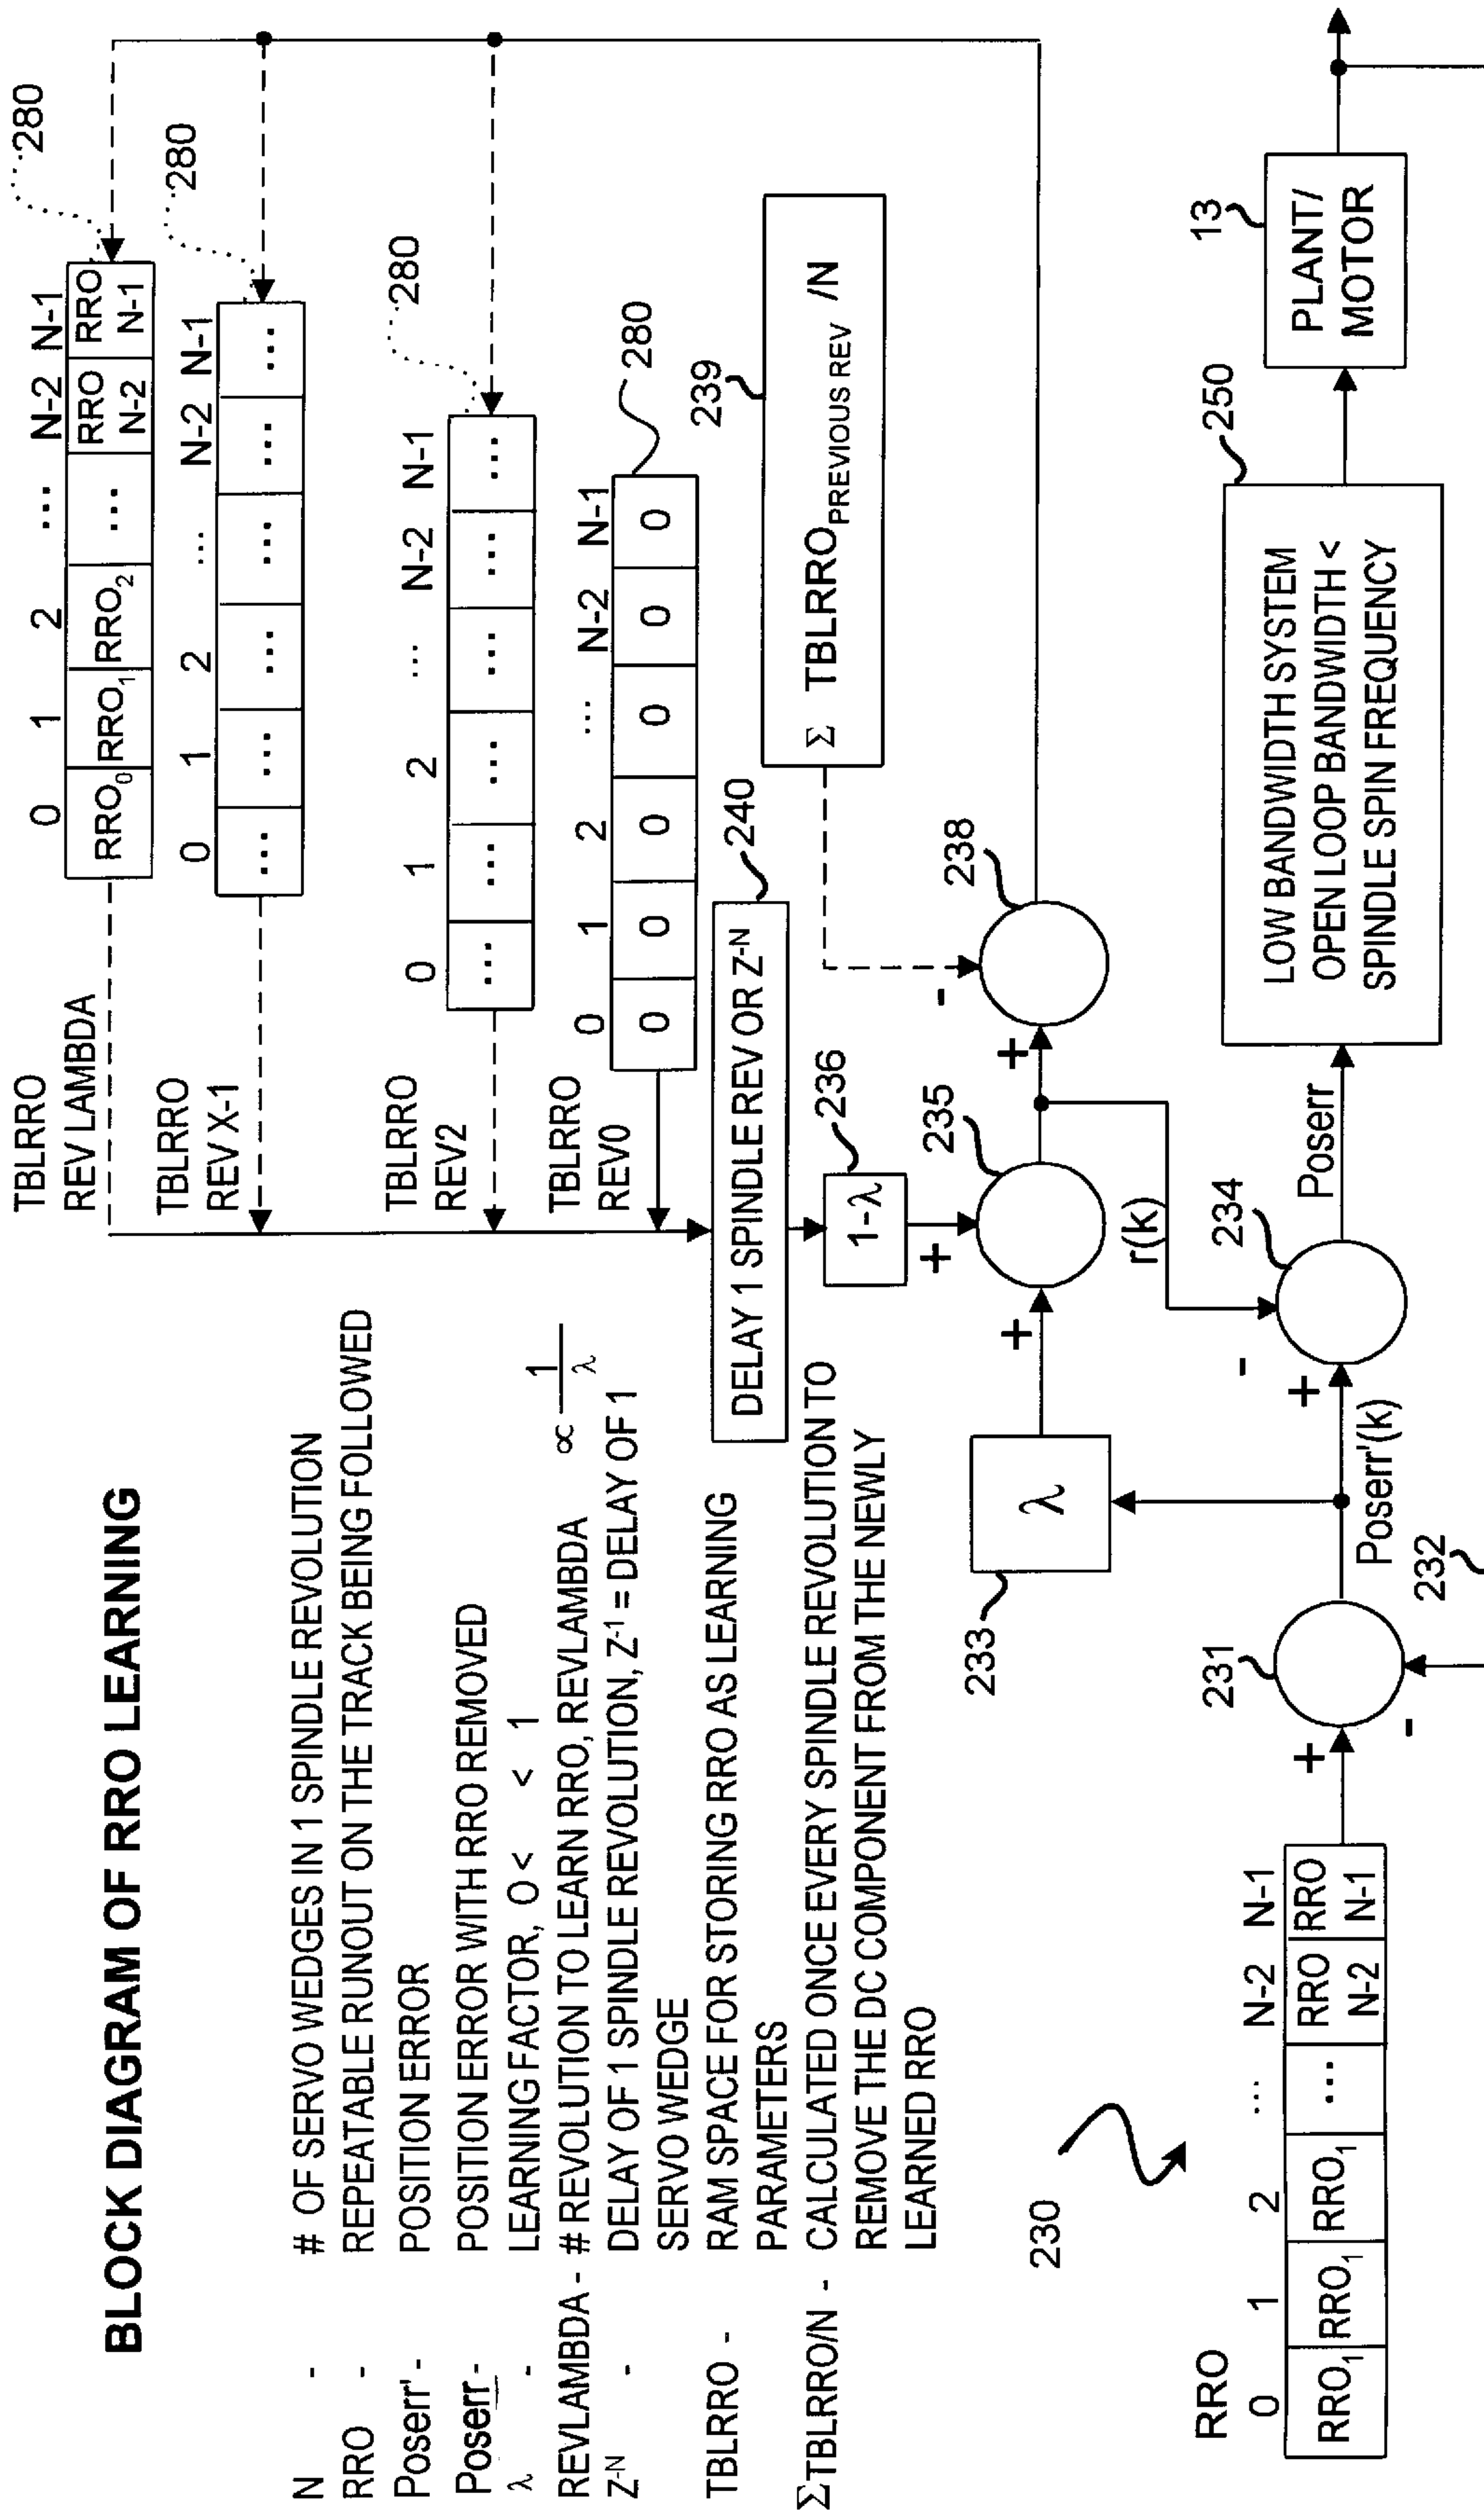 BLOCK DIAGRAM OF RRO LEARNING
N - # OF SERVO WEDGES IN 1 SPINDLE REVOLUTION
RRO - REPEATABLE RUNOUT ON THE TRACK BEING FOLLOWED
Poserr' - POSITION ERROR
Poserr - POSITION ERROR WITH RRO REMOVED
λ - LEARNING FACTOR, O < < 1
REVLAMBDA - # REVOLUTION TO LEARN RRO, REVLAMBDA ∝ 1/λ
Z-N - DELAY OF 1 SPINDLE REVOLUTION, Z-1 = DELAY OF 1
SERVO WEDGE
TBLRRO - RAM SPACE FOR STORING RRO AS LEARNING
PARAMETERS
ΣTBLRRO/N - CALCULATED ONCE EVERY SPINDLE REVOLUTION TO
REMOVE THE DC COMPONENT FROM THE NEWLY
LEARNED RRO
TBLRRO
REV LAMBDA
0 1 2 ... N-2 N-1
RRO0 RRO1 RRO2 ... RRO N-2 RRO N-1
280
TBLRRO
REV X-1
0 1 2 ... N-2 N-1
... ... ... ... ... ...
280
TBLRRO
REV2
0 1 2 ... N-2 N-1
... ... ... ... ... ...
280
TBLRRO
REV0
0 1 2 ... N-2 N-1
0 0 0 0 0 0
280
DELAY 1 SPINDLE REV OR Z-N
240
239
Σ TBLRRO PREVIOUS REV /N
1-λ
236
+
235
+
+
238
-
λ
233
r(k)
230
RRO
0 1 2 ... N-2 N-1
RRO1 RRO1 RRO1 ... RRO N-2 RRO N-1
+
231
-
232
Poserr'(k)
+
-
234
Poserr
LOW BANDWIDTH SYSTEM
OPEN LOOP BANDWIDTH <
SPINDLE SPIN FREQUENCY
250
PLANT/
MOTOR
13